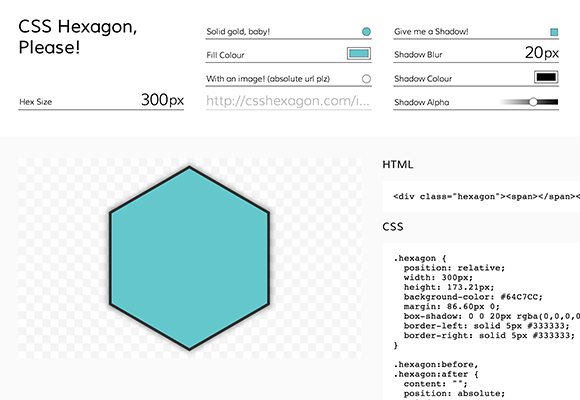 CSS Hexagon,
Please!
Hex Size 300px
Solid gold, baby!
Fill Colour
With an image! (absolute url plz)
http://csshexagon.com/i...
Give me a Shadow!
Shadow Blur 20px
Shadow Colour
Shadow Alpha
HTML
<div class="hexagon"><span></span><
CSS
.hexagon {
position: relative;
width: 300px;
height: 173.21px;
background-color: #64C7CC;
margin: 86.60px 0;
box-shadow: 0 0 20px rgba(0,0,0,0
border-left: solid 5px #333333;
border-right: solid 5px #333333;
}
.hexagon:before,
.hexagon:after {
content: "";
position: absolute;